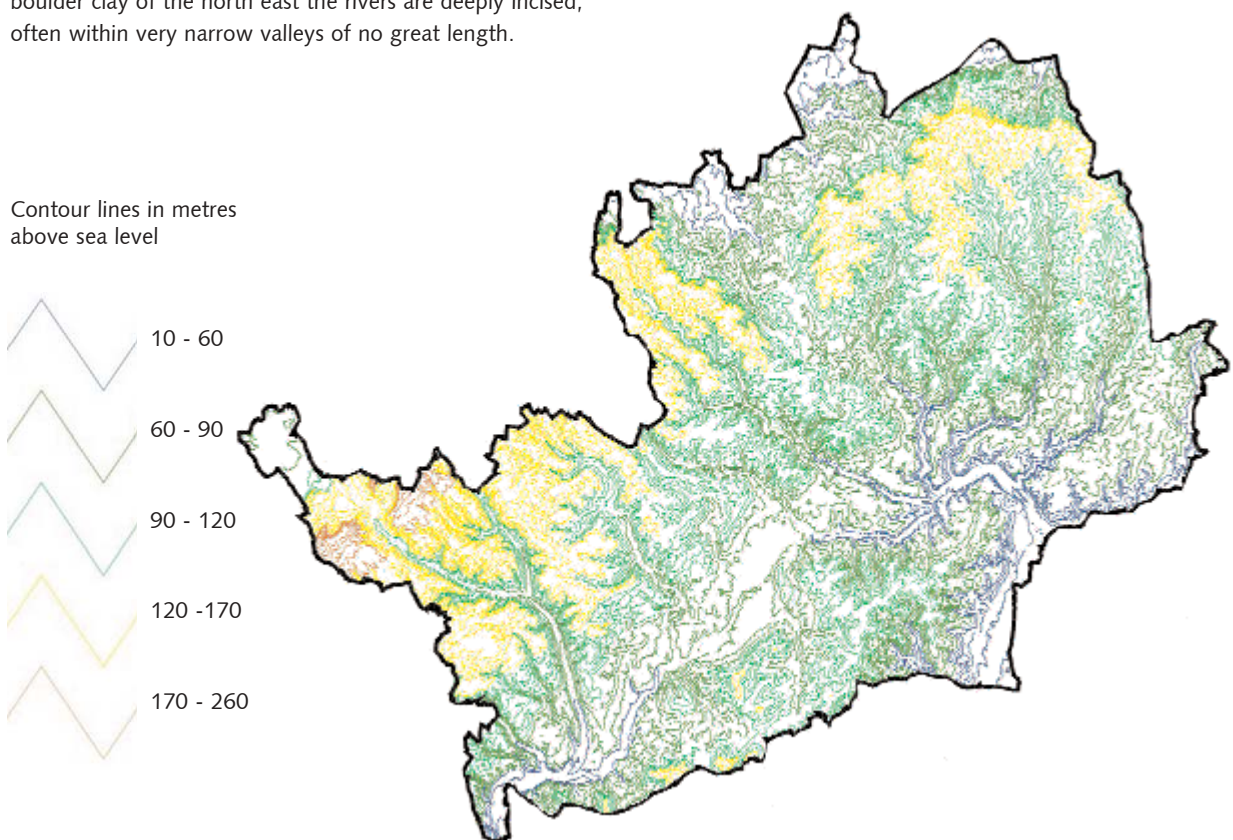 boulder clay of the north east the rivers are deeply incised,
often within very narrow valleys of no great length.
Contour lines in metres
above sea level
10 - 60
60 - 90
90 - 120
120 -170
170 - 260